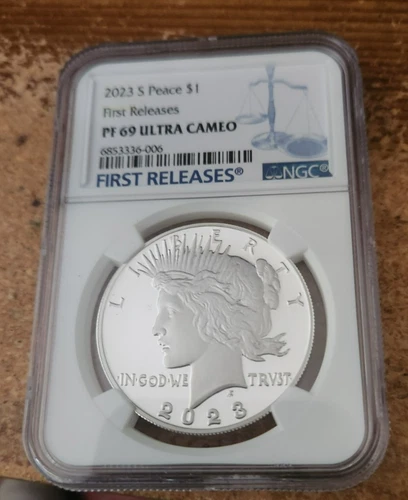 2023 S Peace $1
First Releases
PF 69 ULTRA CAMEO
6853336-006
FIRST RELEASES®
NGC®
LIBERTY
IN·GOD·WE TRVST
2023